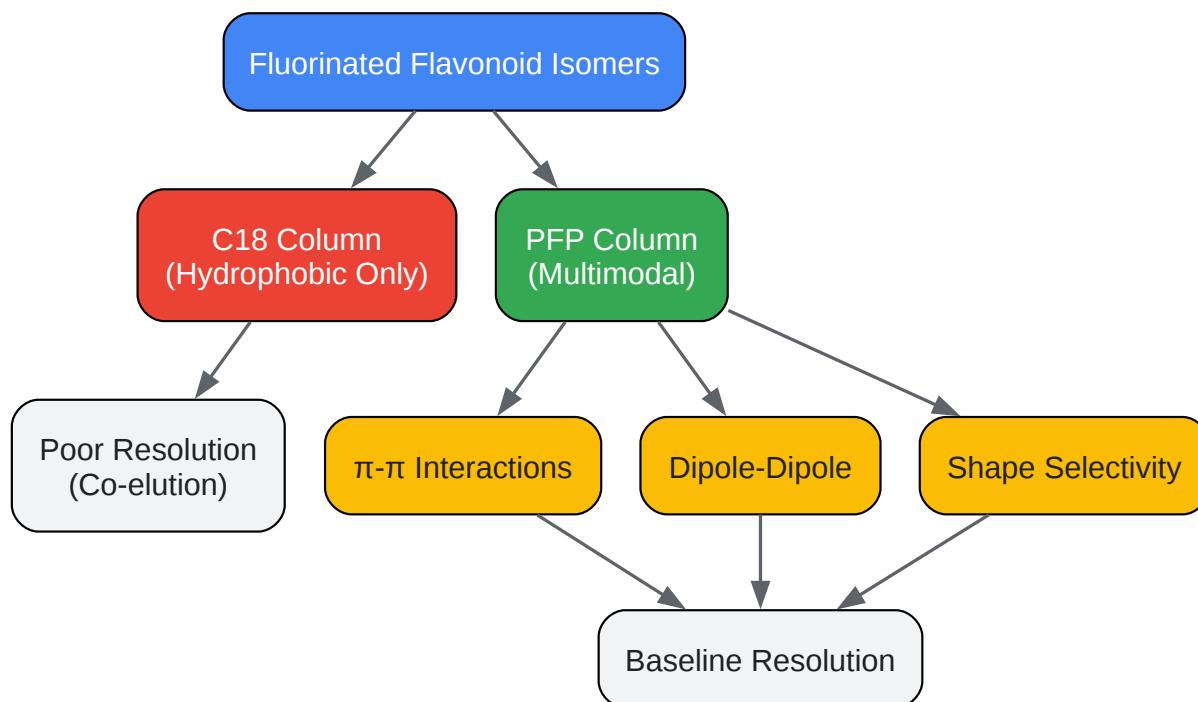 Fluorinated Flavonoid Isomers
C18 Column
(Hydrophobic Only)
PFP Column
(Multimodal)
Poor Resolution
(Co-elution)
π-π Interactions
Dipole-Dipole
Shape Selectivity
Baseline Resolution